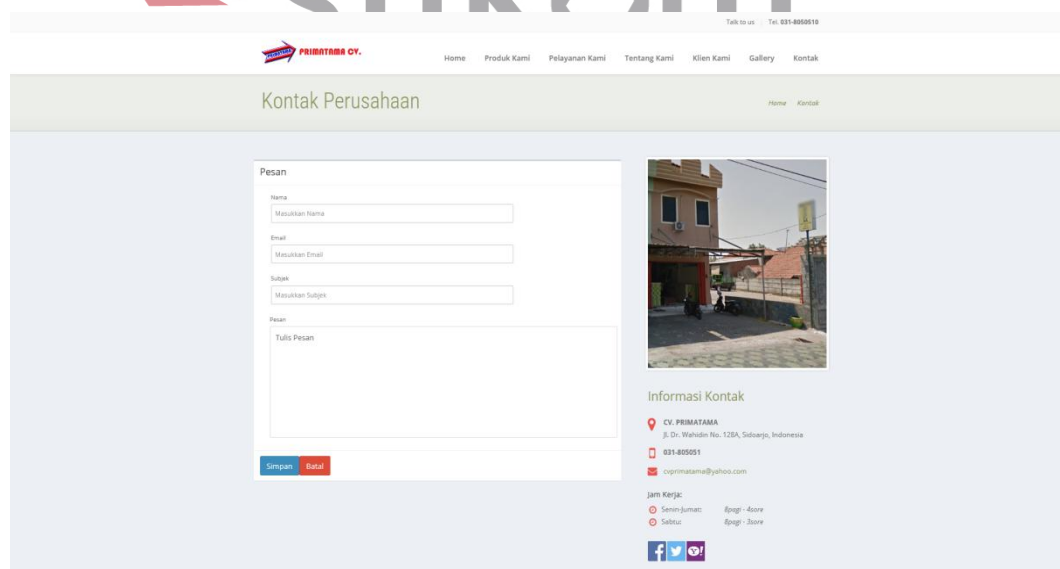 Talk to us Tel. 031-8050510
PRIMATAMA CV.
Home Produk Kami Pelayanan Kami Tentang Kami Klien Kami Gallery Kontak
Kontak Perusahaan
Home Kontak
Pesan
Nama
Masukkan Nama
Email
Masukkan Email
Subjek
Masukkan Subjek
Pesan
Tulis Pesan
Simpan Batal
Informasi Kontak
CV. PRIMATAMA
Jl. Dr. Wahidin No. 128A, Sidoarjo, Indonesia
031-805051
cvprimatama@yahoo.com
Jam Kerja:
Senin-Jumat: 8pagi - 4sore
Sabtu: 8pagi - 3sore